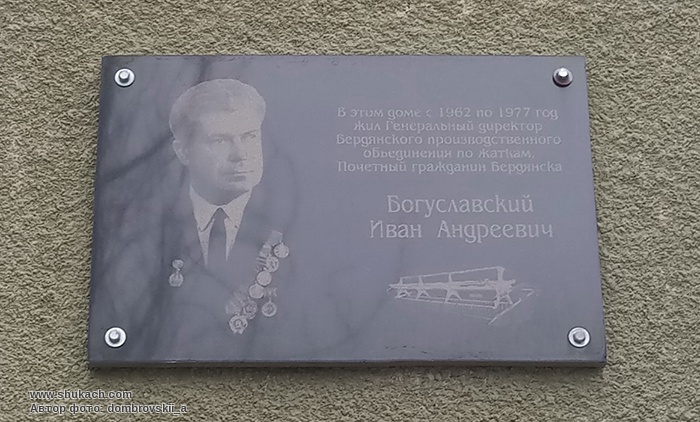 В этом доме с 1962 по 1977 год
жил Генеральный директор
Бердянского производственного
объединения по жаткам.
Почетный гражданин Бердянска
Богуславский
Иван Андреевич
www.shukach.com
Автор фото: dombrovskii_a